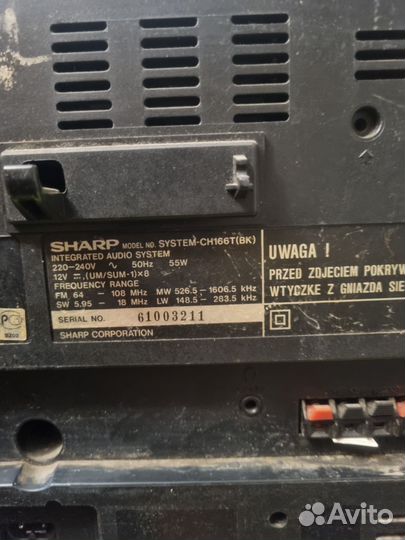 SHARP MODEL NO. SYSTEM-CH166T(BK)
INTEGRATED AUDIO SYSTEM
220-240V ∿ 50Hz 55W
12V ⎓ (UM/SUM-1)×8
FREQUENCY RANGE
FM 64 - 108 MHz MW 526.5 - 1606.5 kHz
SW 5.95 - 18 MHz LW 148.5 - 283.5 kHz
SERIAL NO. 61003211
SHARP CORPORATION
UWAGA !
PRZED ZDJECIEM POKRYW
WTYCZKE Z GNIAZDA SIE
Avito